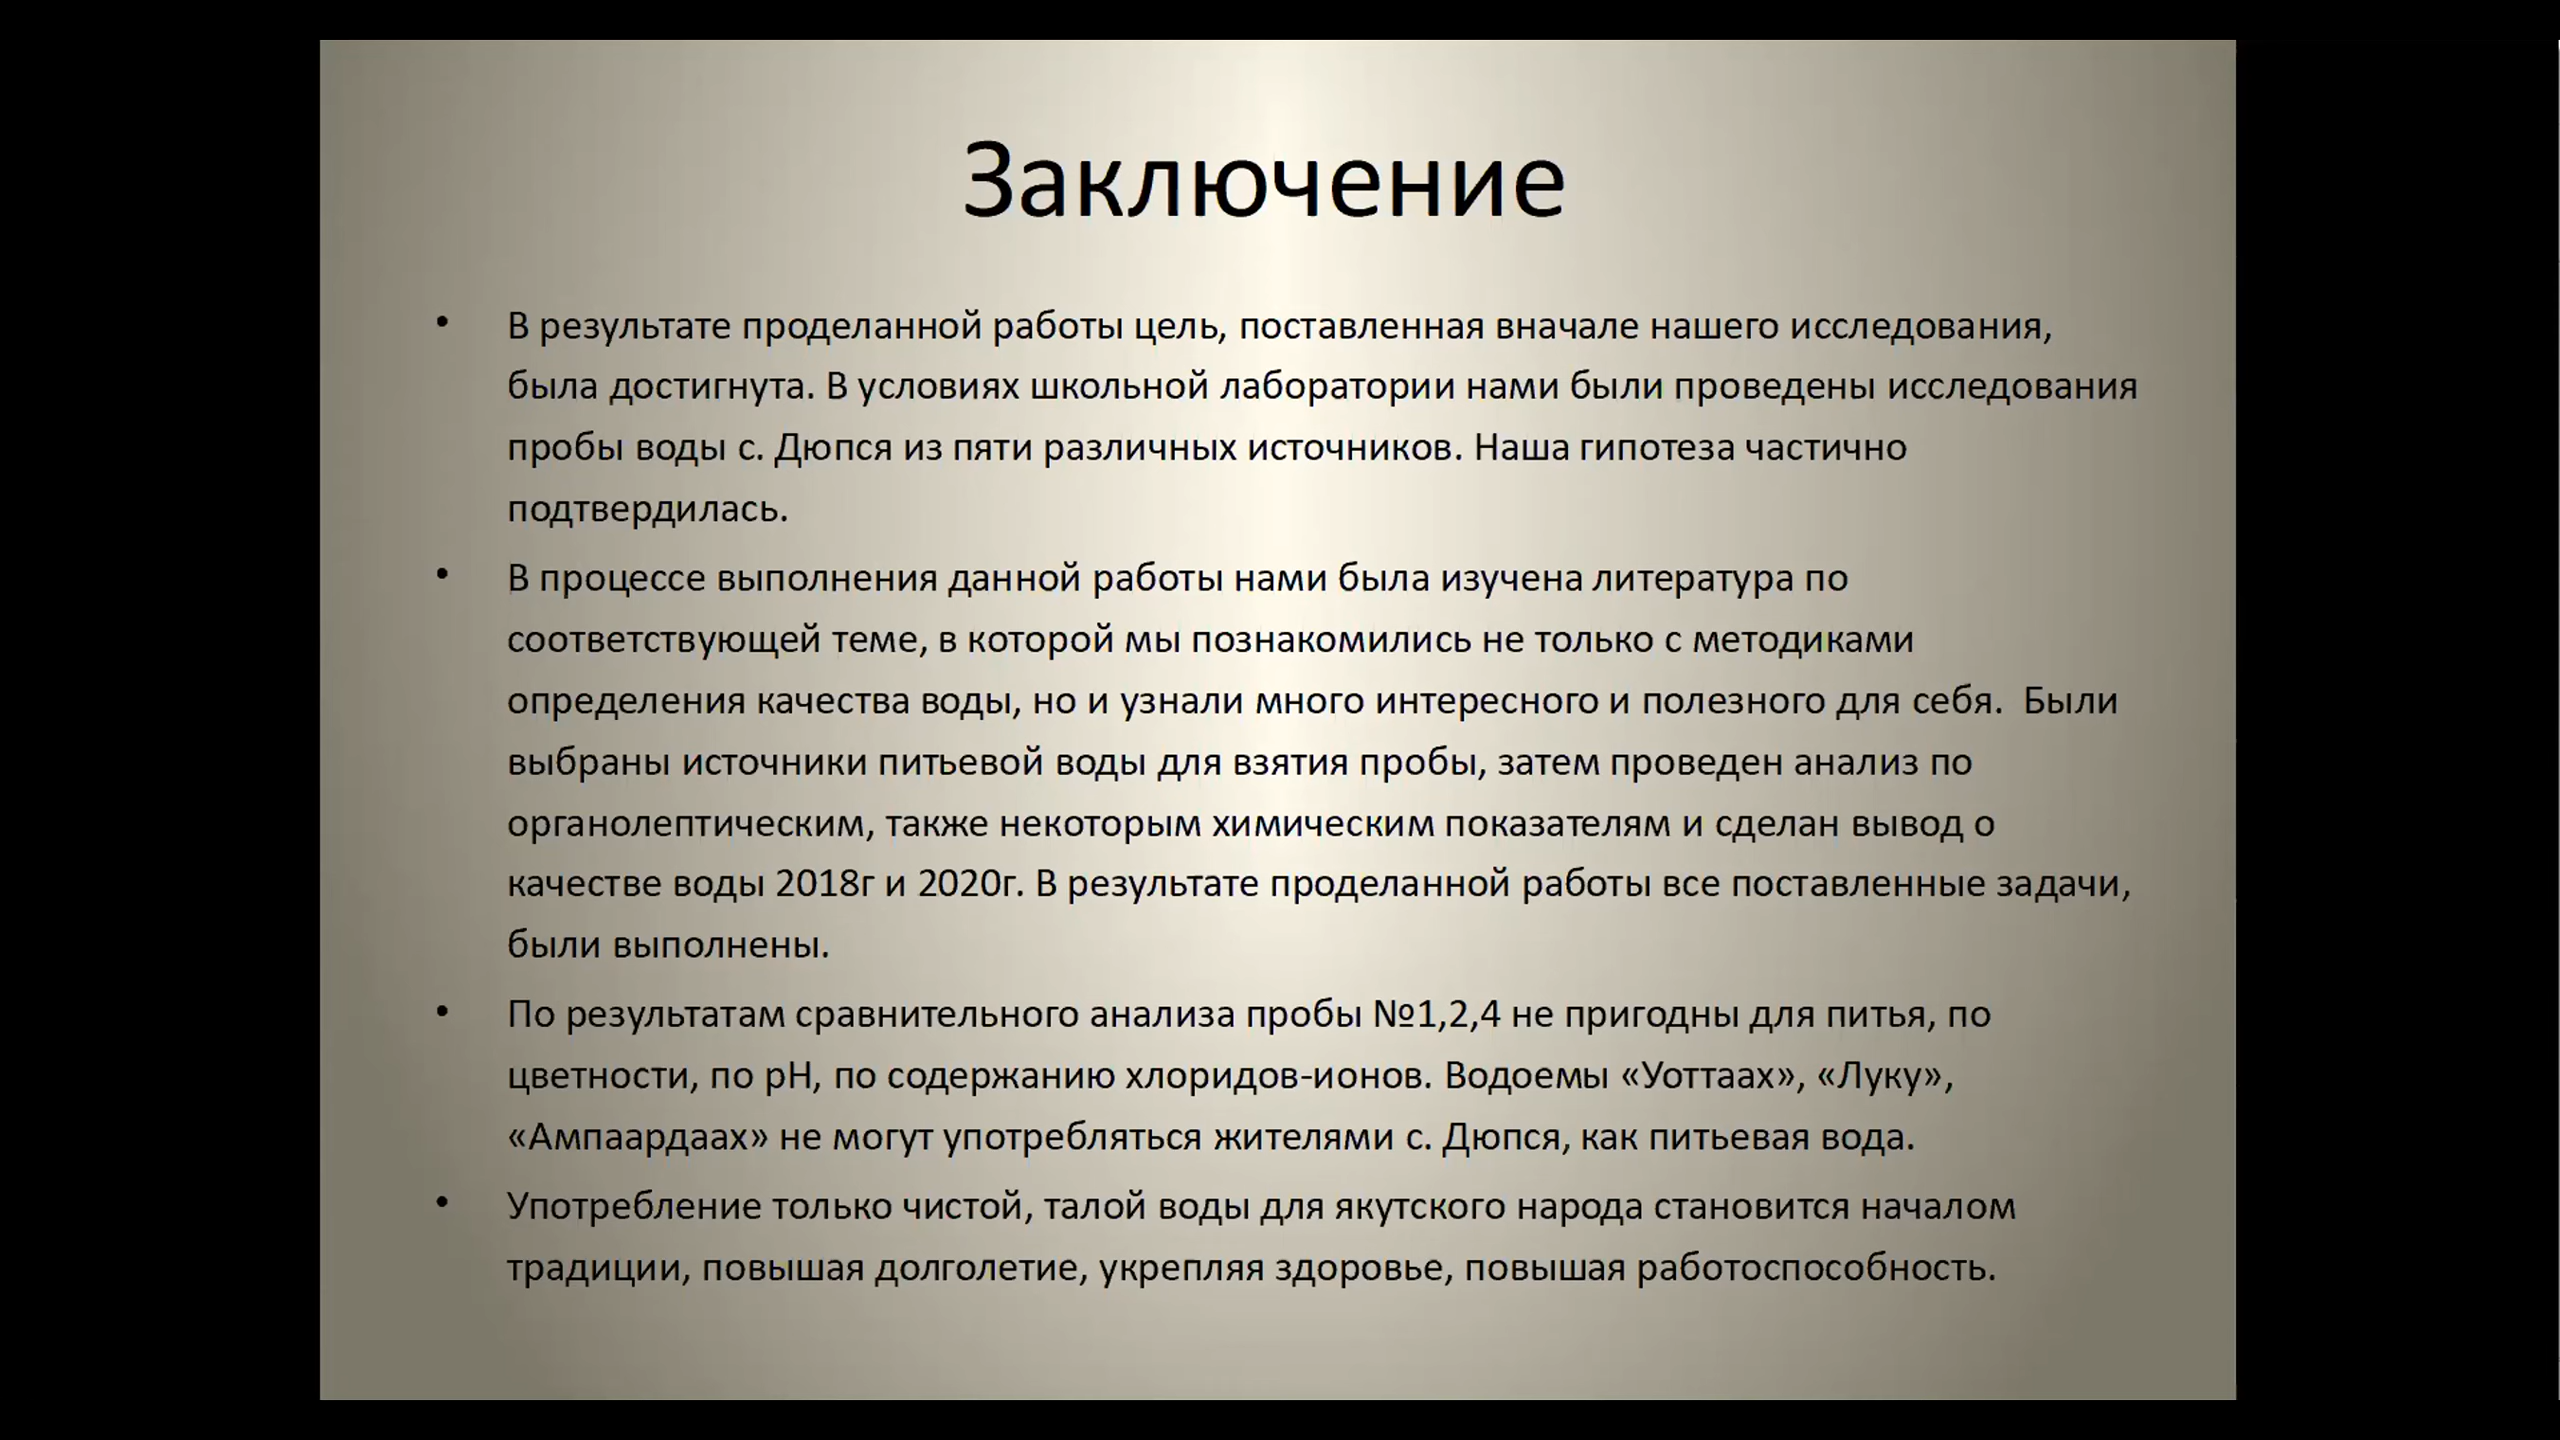 Заключение
• В результате проделанной работы цель, поставленная вначале нашего исследования,
была достигнута. В условиях школьной лаборатории нами были проведены исследования
пробы воды с. Дюпся из пяти различных источников. Наша гипотеза частично
подтвердилась.
• В процессе выполнения данной работы нами была изучена литература по
соответствующей теме, в которой мы познакомились не только с методиками
определения качества воды, но и узнали много интересного и полезного для себя.  Были
выбраны источники питьевой воды для взятия пробы, затем проведен анализ по
органолептическим, также некоторым химическим показателям и сделан вывод о
качестве воды 2018г и 2020г. В результате проделанной работы все поставленные задачи,
были выполнены.
• По результатам сравнительного анализа пробы №1,2,4 не пригодны для питья, по
цветности, по pH, по содержанию хлоридов-ионов. Водоемы «Уоттаах», «Луку»,
«Ампаардаах» не могут употребляться жителями с. Дюпся, как питьевая вода.
• Употребление только чистой, талой воды для якутского народа становится началом
традиции, повышая долголетие, укрепляя здоровье, повышая работоспособность.